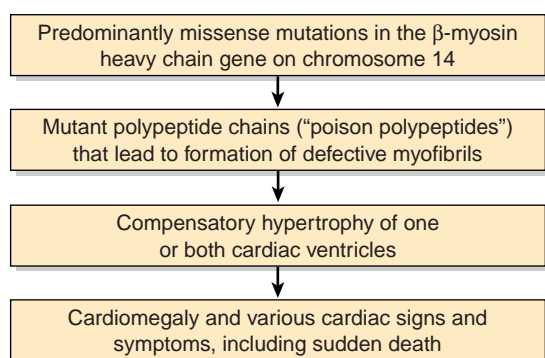 Predominantly missense mutations in the β-myosin
heavy chain gene on chromosome 14
Mutant polypeptide chains (“poison polypeptides”)
that lead to formation of defective myofibrils
Compensatory hypertrophy of one
or both cardiac ventricles
Cardiomegaly and various cardiac signs and
symptoms, including sudden death